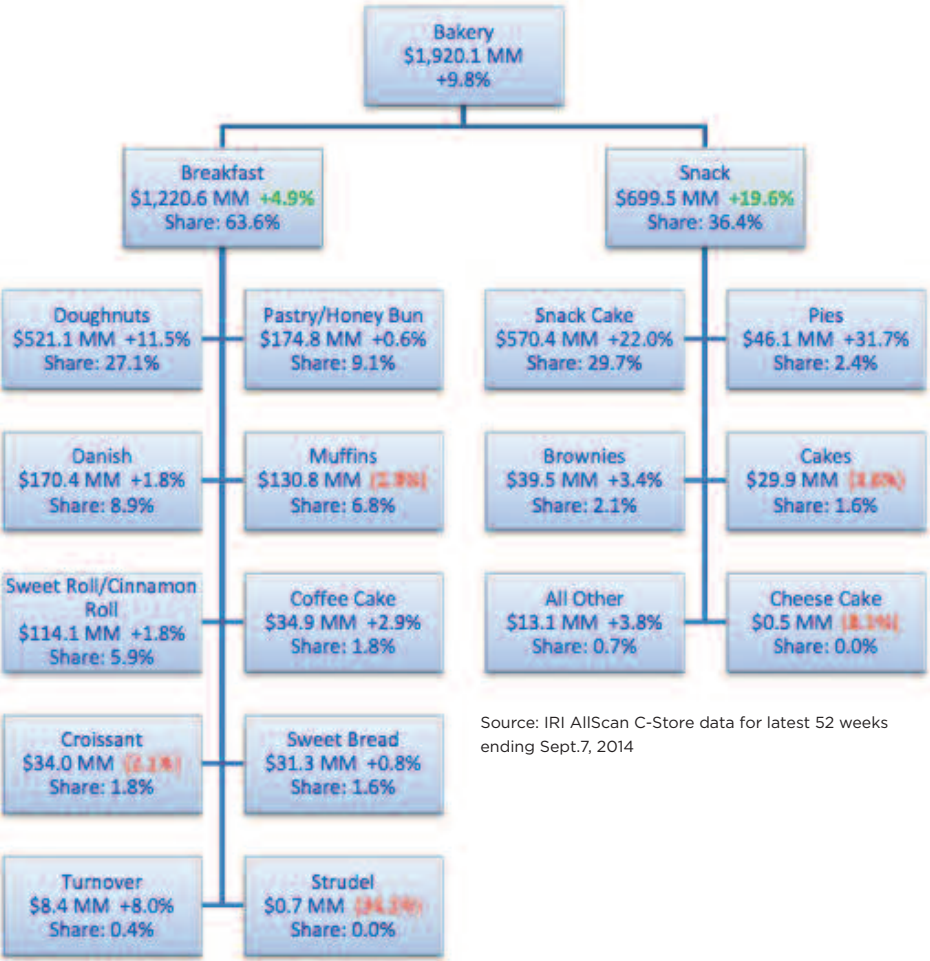 Bakery
$1,920.1 MM
+9.8%
Breakfast
$1,220.6 MM +4.9%
Share: 63.6%
Snack
$699.5 MM +19.6%
Share: 36.4%
Doughnuts
$521.1 MM +11.5%
Share: 27.1%
Pastry/Honey Bun
$174.8 MM +0.6%
Share: 9.1%
Snack Cake
$570.4 MM +22.0%
Share: 29.7%
Pies
$46.1 MM +31.7%
Share: 2.4%
Danish
$170.4 MM +1.8%
Share: 8.9%
Muffins
$130.8 MM
Share: 6.8%
Brownies
$39.5 MM +3.4%
Share: 2.1%
Cakes
$29.9 MM
Share: 1.6%
Sweet Roll/Cinnamon
Roll
$114.1 MM +1.8%
Share: 5.9%
Coffee Cake
$34.9 MM +2.9%
Share: 1.8%
All Other
$13.1 MM +3.8%
Share: 0.7%
Cheese Cake
$0.5 MM
Share: 0.0%
Croissant
$34.0 MM
Share: 1.8%
Sweet Bread
$31.3 MM +0.8%
Share: 1.6%
Source: IRI AllScan C-Store data for latest 52 weeks
ending Sept.7, 2014
Turnover
$8.4 MM +8.0%
Share: 0.4%
Strudel
$0.7 MM
Share: 0.0%